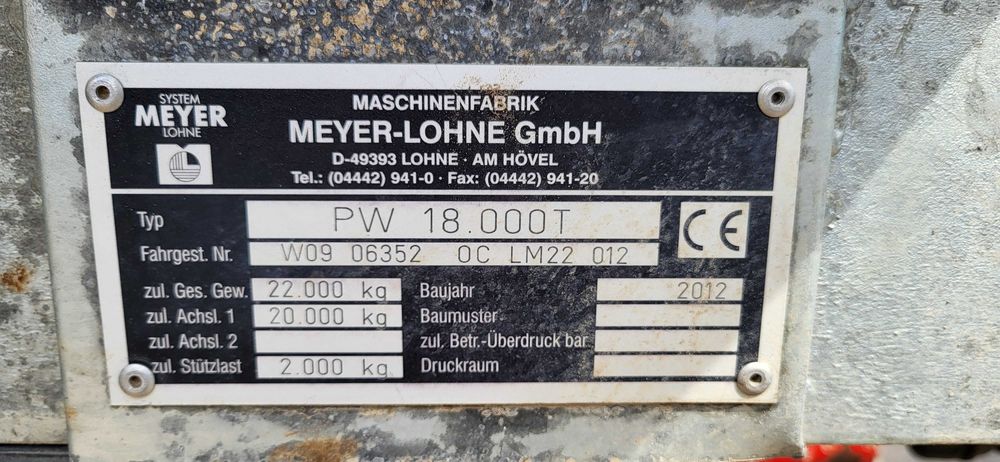 SYSTEM
MEYER
LOHNE
MASCHINENFABRIK
MEYER-LOHNE GmbH
D-49393 LOHNE · AM HÖVEL
Tel.: (04442) 941-0 · Fax: (04442) 941-20
Typ PW 18.000T CE
Fahrgest. Nr. W09 06352 0C LM22 012
zul. Ges. Gew. 22.000 kg Baujahr 2012
zul. Achsl. 1 20.000 kg Baumuster
zul. Achsl. 2 zul. Betr.-Überdruck bar
zul. Stützlast 2.000 kg Druckraum